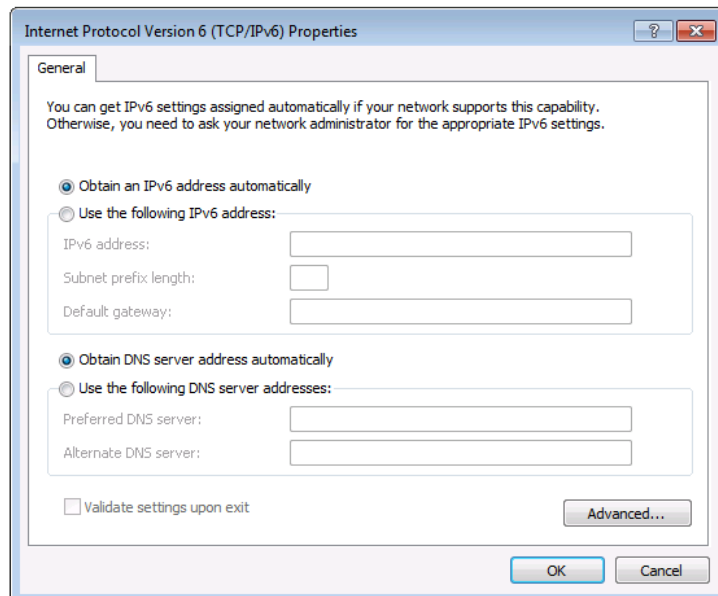 Internet Protocol Version 6 (TCP/IPv6) Properties
?
General
You can get IPv6 settings assigned automatically if your network supports this capability.
Otherwise, you need to ask your network administrator for the appropriate IPv6 settings.
Obtain an IPv6 address automatically
Use the following IPv6 address:
IPv6 address:
Subnet prefix length:
Default gateway:
Obtain DNS server address automatically
Use the following DNS server addresses:
Preferred DNS server:
Alternate DNS server:
Validate settings upon exit
Advanced...
OK Cancel